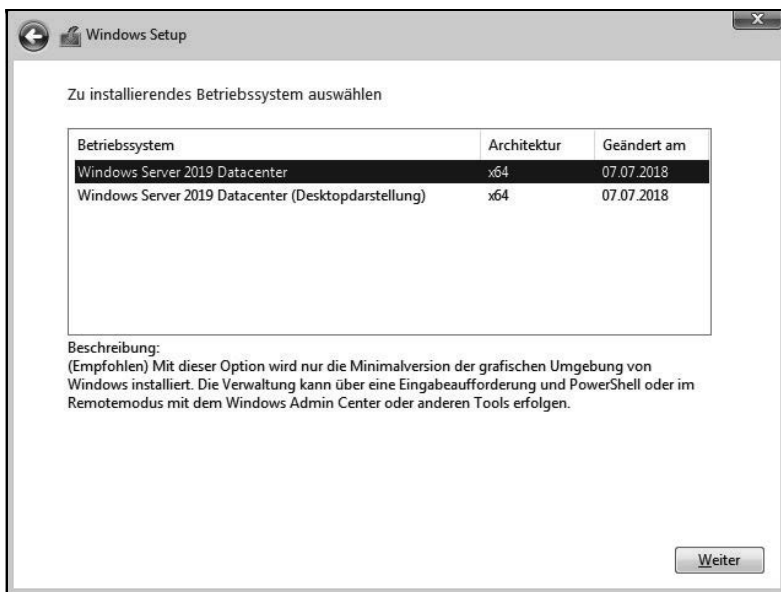 Windows Setup
Zu installierendes Betriebssystem auswählen
Betriebssystem Architektur Geändert am
Windows Server 2019 Datacenter x64 07.07.2018
Windows Server 2019 Datacenter (Desktopdarstellung) x64 07.07.2018
Beschreibung:
(Empfohlen) Mit dieser Option wird nur die Minimalversion der grafischen Umgebung von
Windows installiert. Die Verwaltung kann über eine Eingabeaufforderung und PowerShell oder im
Remotemodus mit dem Windows Admin Center oder anderen Tools erfolgen.
Weiter